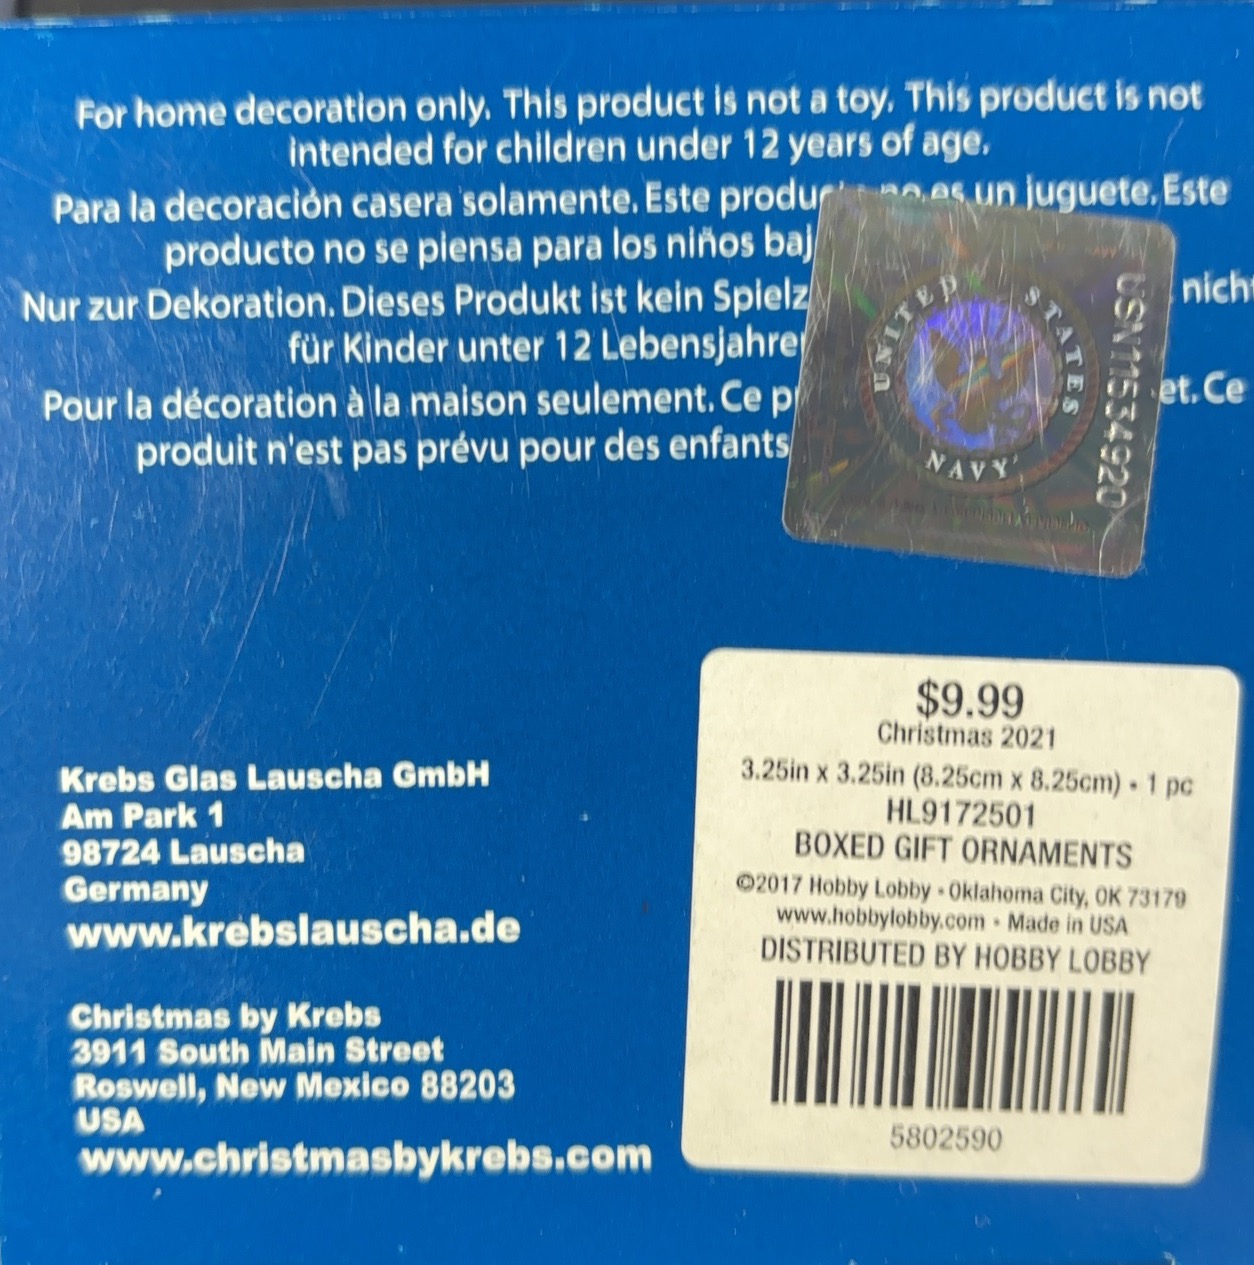 For home decoration only. This product is not a toy. This product is not
intended for children under 12 years of age.
Para la decoración casera solamente. Este produc no es un juguete. Este
producto no se piensa para los niños baj
Nur zur Dekoration. Dieses Produkt ist kein Spielz nicht
für Kinder unter 12 Lebensjahre
Pour la décoration à la maison seulement. Ce p et. Ce
produit n'est pas prévu pour des enfants
UNITED STATES
NAVY
USN11534920
Krebs Glas Lauscha GmbH
Am Park 1
98724 Lauscha
Germany
www.krebslauscha.de
Christmas by Krebs
3911 South Main Street
Roswell, New Mexico 88203
USA
www.christmasbykrebs.com
$9.99
Christmas 2021
3.25in x 3.25in (8.25cm x 8.25cm) • 1 pc
HL9172501
BOXED GIFT ORNAMENTS
©2017 Hobby Lobby • Oklahoma City, OK 73179
www.hobbylobby.com • Made in USA
DISTRIBUTED BY HOBBY LOBBY
5802590